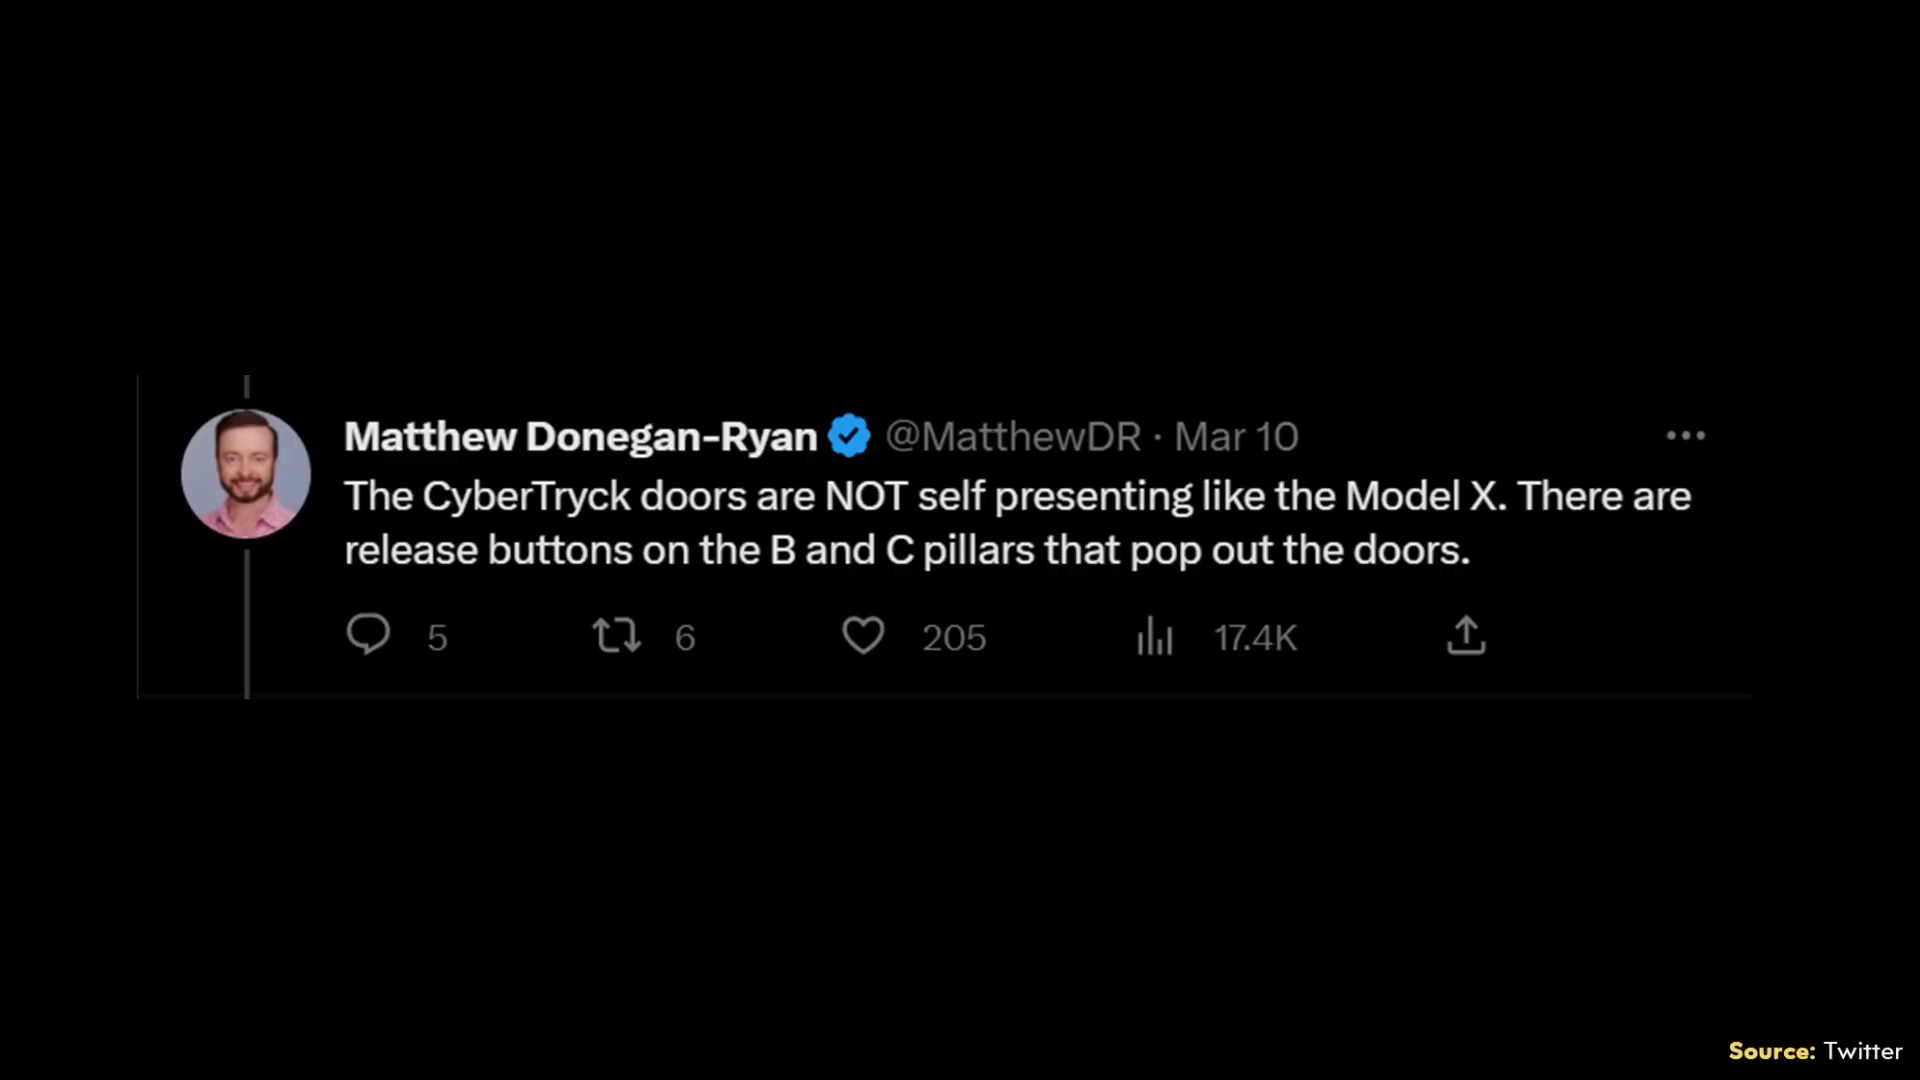 Matthew Donegan-Ryan @MatthewDR · Mar 10
The CyberTryck doors are NOT self presenting like the Model X. There are
release buttons on the B and C pillars that pop out the doors.
5 6 205 17.4K
Source: Twitter